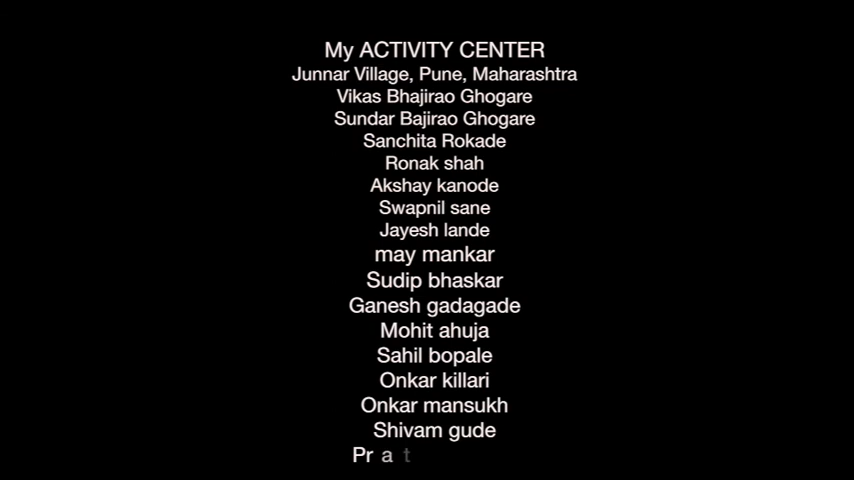 My ACTIVITY CENTER
Junnar Village, Pune, Maharashtra
Vikas Bhajirao Ghogare
Sundar Bajirao Ghogare
Sanchita Rokade
Ronak shah
Akshay kanode
Swapnil sane
Jayesh lande
may mankar
Sudip bhaskar
Ganesh gadagade
Mohit ahuja
Sahil bopale
Onkar killari
Onkar mansukh
Shivam gude
Prat